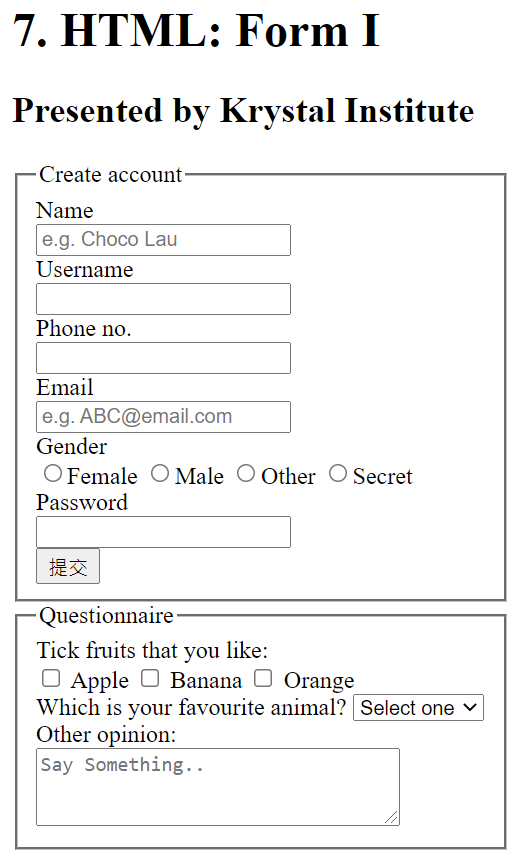 7. HTML: Form I
Presented by Krystal Institute
Create account
Name
e.g. Choco Lau
Username
Phone no.
Email
e.g. ABC@email.com
Gender
Female Male Other Secret
Password
提交
Questionnaire
Tick fruits that you like:
Apple Banana Orange
Which is your favourite animal? Select one
Other opinion:
Say Something..